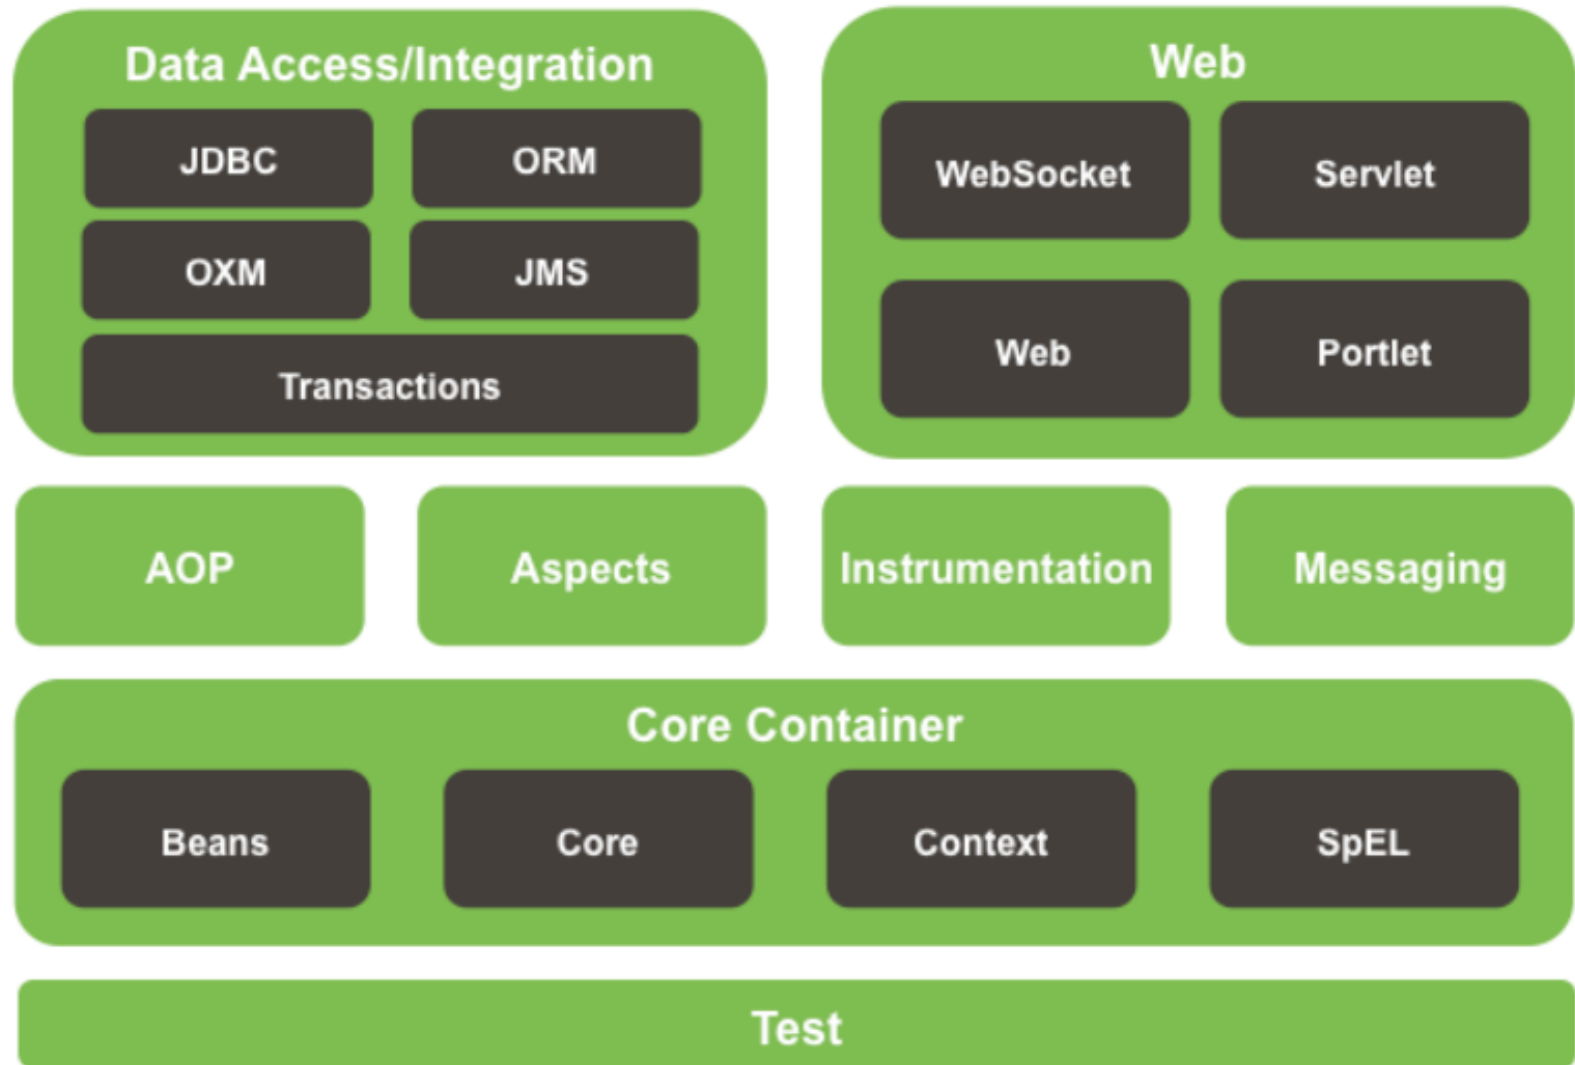 Data Access/Integration
JDBC
ORM
OXM
JMS
Transactions
Web
WebSocket
Servlet
Web
Portlet
AOP
Aspects
Instrumentation
Messaging
Core Container
Beans
Core
Context
SpEL
Test